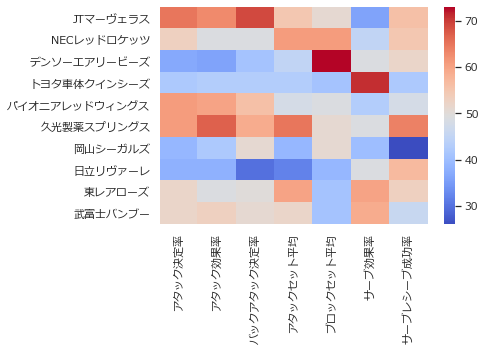 JTマーヴェラス
NECレッドロケッツ
デンソーエアリービーズ
トヨタ車体クインシーズ
パイオニアレッドウィングス
久光製薬スプリングス
岡山シーガルズ
日立リヴァーレ
東レアローズ
武富士バンブー
アタック決定率
アタック効果率
バックアタック決定率
アタックセット平均
ブロックセット平均
サーブ効果率
サーブレシーブ成功率
70
60
50
40
30